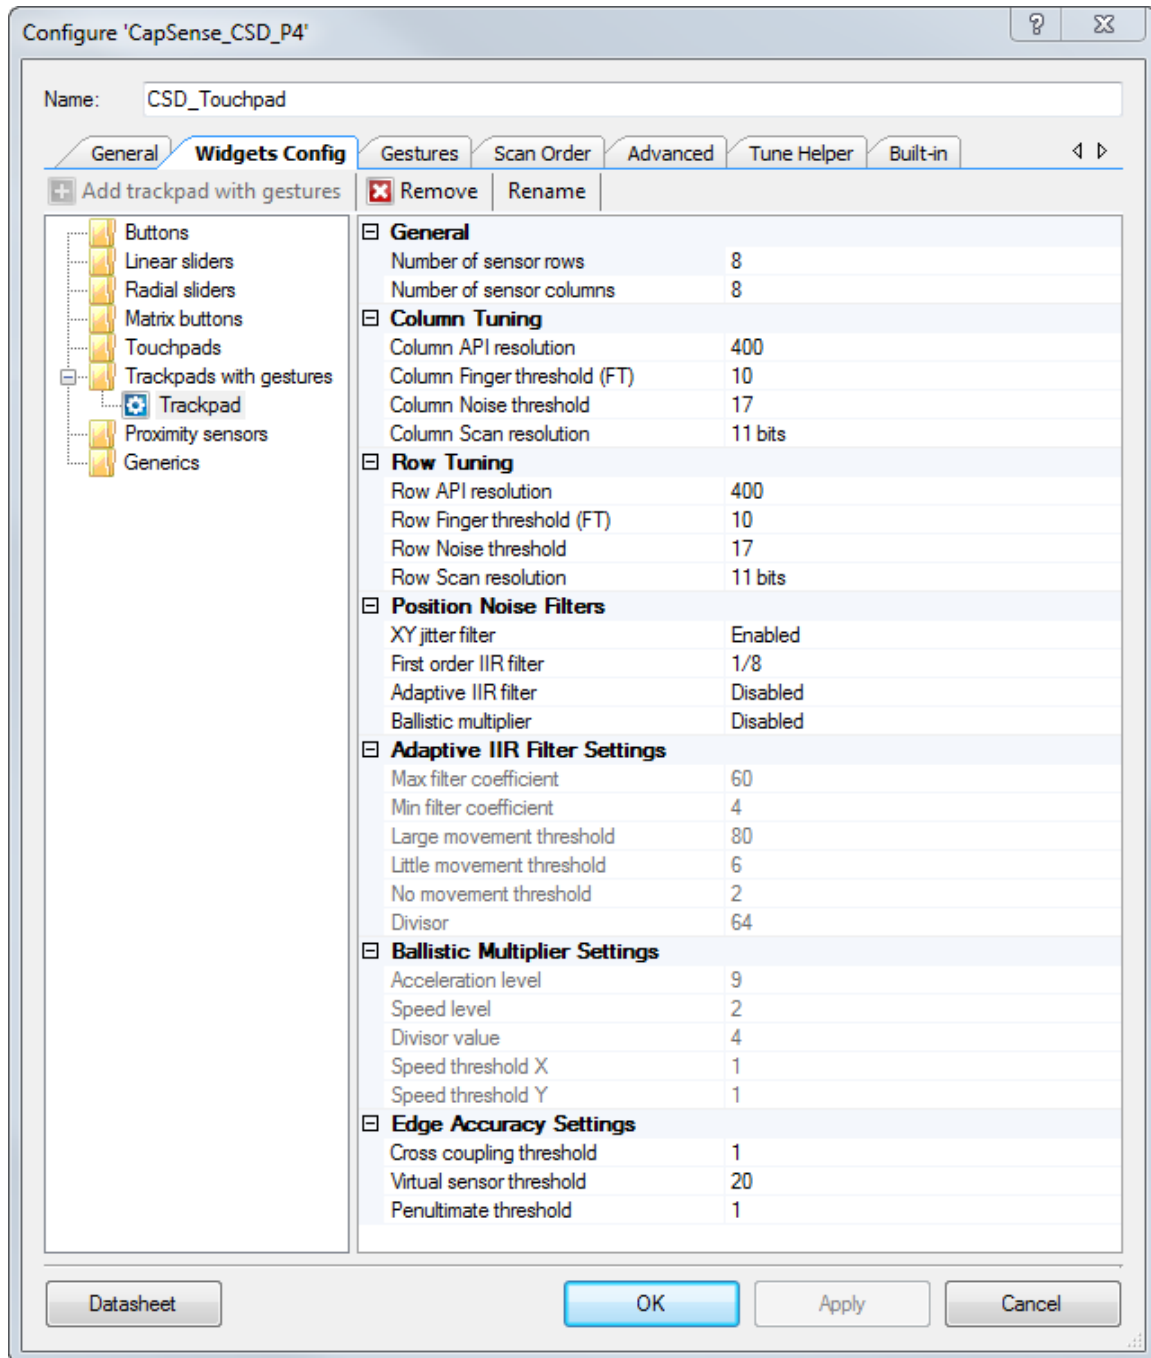 Configure 'CapSense_CSD_P4'
Name: CSD_Touchpad
General Widgets Config Gestures Scan Order Advanced Tune Helper Built-in
Add trackpad with gestures Remove Rename
Buttons
Linear sliders
Radial sliders
Matrix buttons
Touchpads
Trackpads with gestures
Trackpad
Proximity sensors
Generics
General
Number of sensor rows 8
Number of sensor columns 8
Column Tuning
Column API resolution 400
Column Finger threshold (FT) 10
Column Noise threshold 17
Column Scan resolution 11 bits
Row Tuning
Row API resolution 400
Row Finger threshold (FT) 10
Row Noise threshold 17
Row Scan resolution 11 bits
Position Noise Filters
XY jitter filter Enabled
First order IIR filter 1/8
Adaptive IIR filter Disabled
Ballistic multiplier Disabled
Adaptive IIR Filter Settings
Max filter coefficient 60
Min filter coefficient 4
Large movement threshold 80
Little movement threshold 6
No movement threshold 2
Divisor 64
Ballistic Multiplier Settings
Acceleration level 9
Speed level 2
Divisor value 4
Speed threshold X 1
Speed threshold Y 1
Edge Accuracy Settings
Cross coupling threshold 1
Virtual sensor threshold 20
Penultimate threshold 1
Datasheet OK Apply Cancel